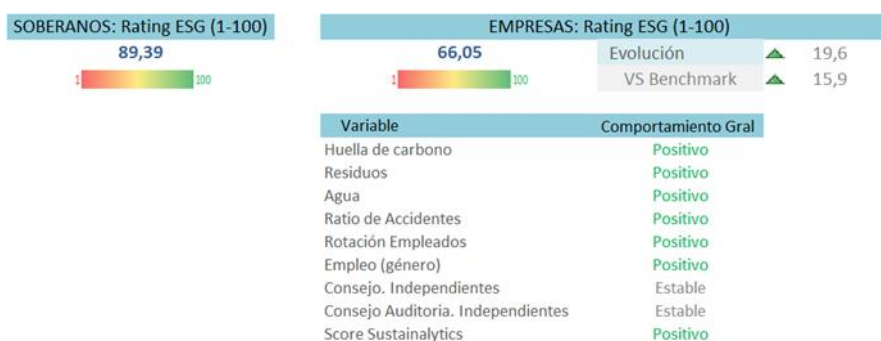 SOBERANOS: Rating ESG (1-100)
89,39
1 100
EMPRESAS: Rating ESG (1-100)
66,05 Evolución 19,6
1 100 VS Benchmark 15,9
Variable Comportamiento Gral
Huella de carbono Positivo
Residuos Positivo
Agua Positivo
Ratio de Accidentes Positivo
Rotación Empleados Positivo
Empleo (género) Positivo
Consejo. Independientes Estable
Consejo Auditoria. Independientes Estable
Score Sustainalytics Positivo